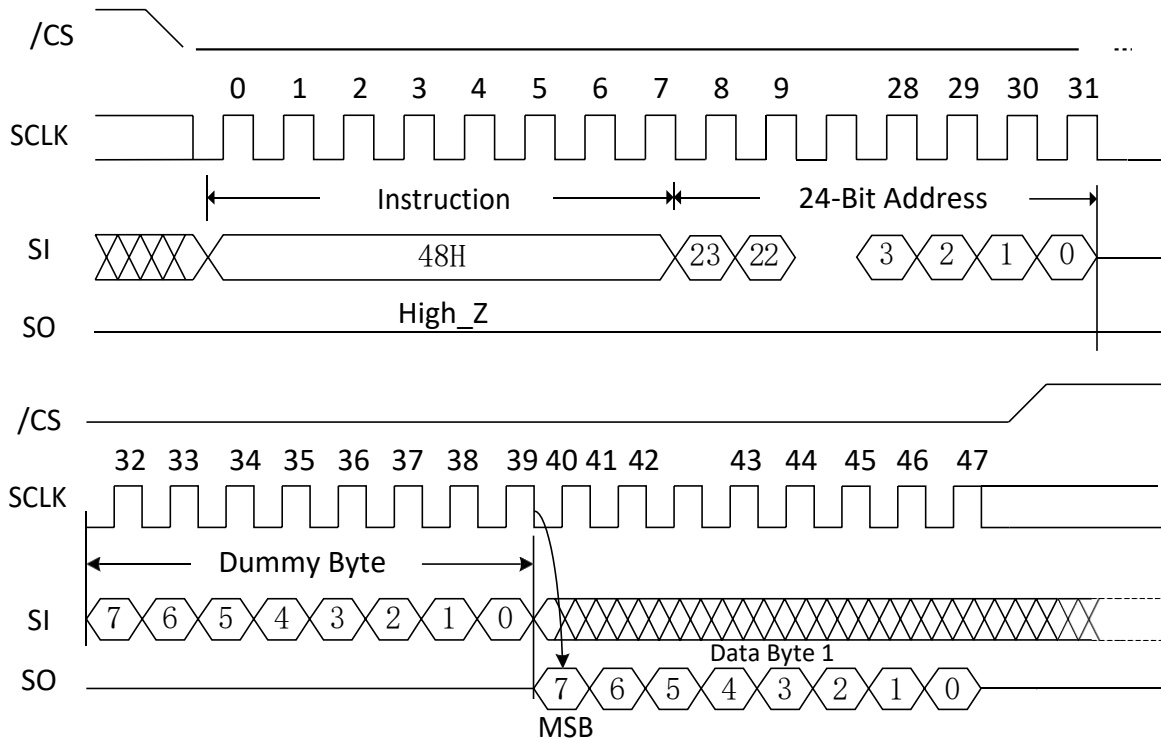 /CS
0 1 2 3 4 5 6 7 8 9 28 29 30 31
SCLK
Instruction 24-Bit Address
SI 48H 23 22 3 2 1 0
High_Z
SO
/CS
32 33 34 35 36 37 38 39 40 41 42 43 44 45 46 47
SCLK
Dummy Byte
SI 7 6 5 4 3 2 1 0
Data Byte 1
SO 7 6 5 4 3 2 1 0
MSB